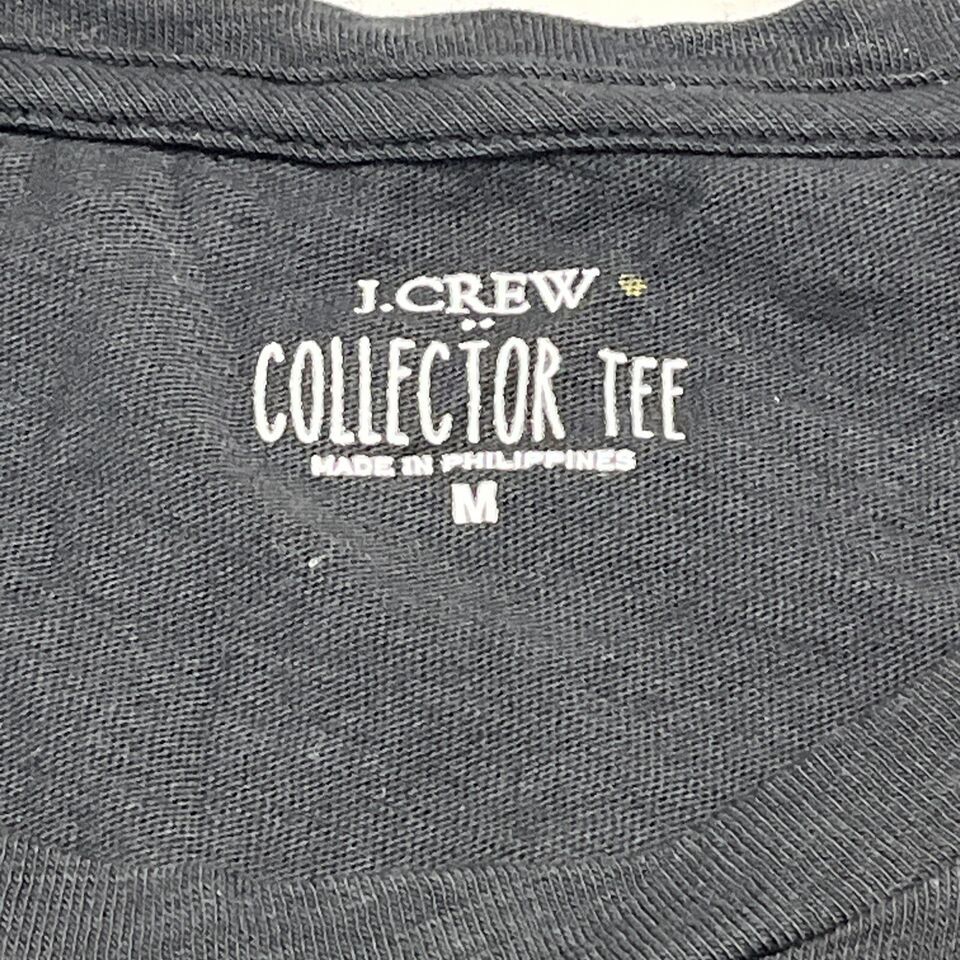 J.CREW
COLLECTOR TEE
MADE IN PHILIPPINES
M